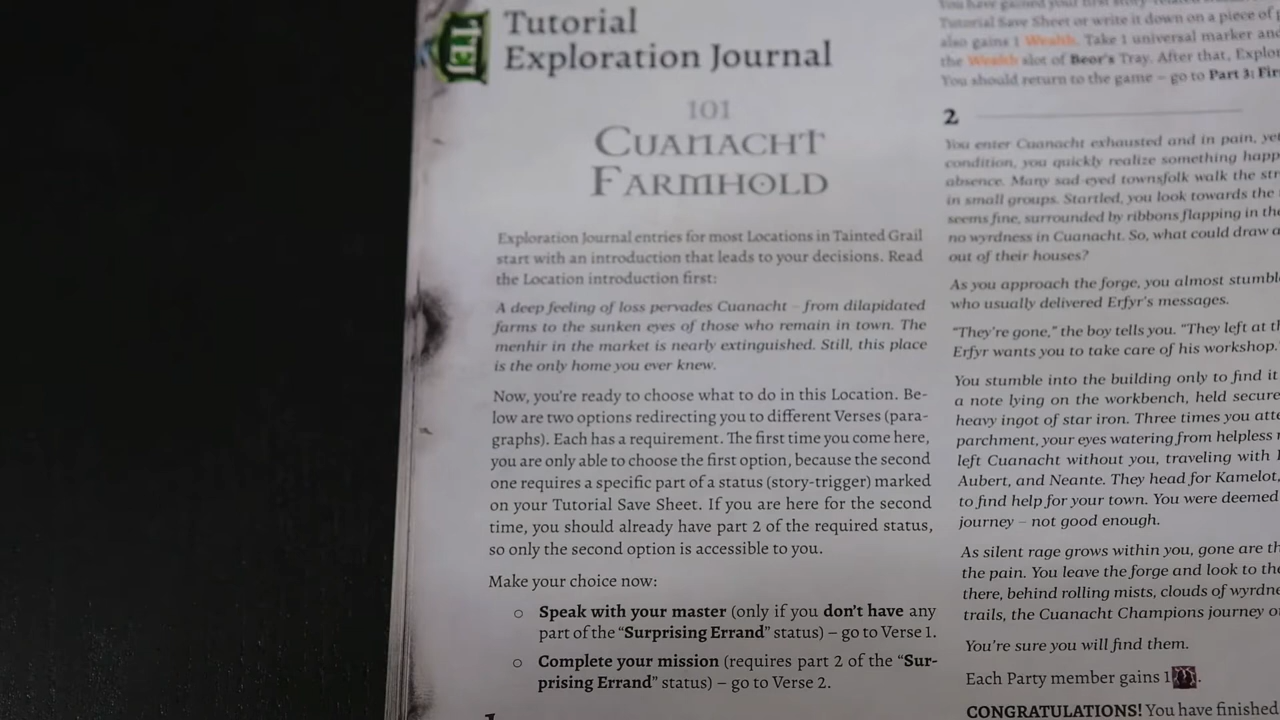 Tutorial
Exploration Journal
101
Cuanacht
Farmhold
Exploration Journal entries for most Locations in Tainted Grail
start with an introduction that leads to your decisions. Read
the Location introduction first:
A deep feeling of loss pervades Cuanacht – from dilapidated
farms to the sunken eyes of those who remain in town. The
menhir in the market is nearly extinguished. Still, this place
is the only home you ever knew.
Now, you're ready to choose what to do in this Location. Be-
low are two options redirecting you to different Verses (para-
graphs). Each has a requirement. The first time you come here,
you are only able to choose the first option, because the second
one requires a specific part of a status (story-trigger) marked
on your Tutorial Save Sheet. If you are here for the second
time, you should already have part 2 of the required status,
so only the second option is accessible to you.
Make your choice now:
○ Speak with your master (only if you don't have any
part of the "Surprising Errand" status) – go to Verse 1.
○ Complete your mission (requires part 2 of the "Sur-
prising Errand" status) – go to Verse 2.
You have gained your first
Tutorial Save Sheet or write it down on a piece of
also gains 1 Wealth. Take 1 universal marker and
the Wealth slot of Beor's Tray. After that,
You should return to the game – go to Part 3:
2
You enter Cuanacht exhausted and in pain,
condition, you quickly realize something
absence. Many sad-eyed townsfolk walk the
in small groups. Startled, you look towards the
seems fine, surrounded by ribbons flapping in
no wyrdness in Cuanacht. So, what could draw
out of their houses?
As you approach the forge, you almost
who usually delivered Erfyr's messages.
"They're gone," the boy tells you. "They left at
Erfyr wants you to take care of his workshop.
You stumble into the building only to find it
a note lying on the workbench, held
heavy ingot of star iron. Three times you
parchment, your eyes watering from helpless
left Cuanacht without you, traveling with
Aubert, and Neante. They head for Kamelot,
to find help for your town. You were deemed
journey – not good enough.
As silent rage grows within you, gone are
the pain. You leave the forge and look to
there, behind rolling mists, clouds of
trails, the Cuanacht Champions journey
You're sure you will find them.
Each Party member gains 1 .
CONGRATULATIONS! You have finished